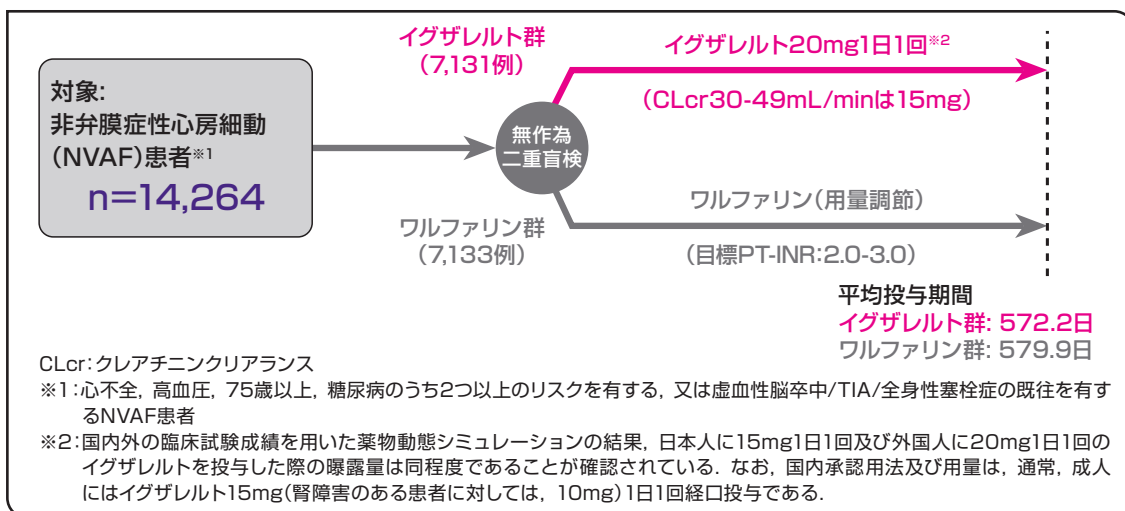 対象:
非弁膜症性心房細動
(NVAF)患者※1
n=14,264
無作為
二重盲検
イグザレルト群
(7,131例)
イグザレルト20mg1日1回※2
(CLcr30-49mL/minは15mg)
ワルファリン群
(7,133例)
ワルファリン(用量調節)
(目標PT-INR:2.0-3.0)
平均投与期間
イグザレルト群: 572.2日
ワルファリン群: 579.9日
CLcr:クレアチニンクリアランス
※1:心不全, 高血圧, 75歳以上, 糖尿病のうち2つ以上のリスクを有する, 又は虚血性脳卒中/TIA/全身性塞栓症の既往を有す
るNVAF患者
※2:国内外の臨床試験成績を用いた薬物動態シミュレーションの結果, 日本人に15mg1日1回及び外国人に20mg1日1回の
イグザレルトを投与した際の曝露量は同程度であることが確認されている. なお, 国内承認用法及び用量は, 通常, 成人
にはイグザレルト15mg(腎障害のある患者に対しては, 10mg)1日1回経口投与である.